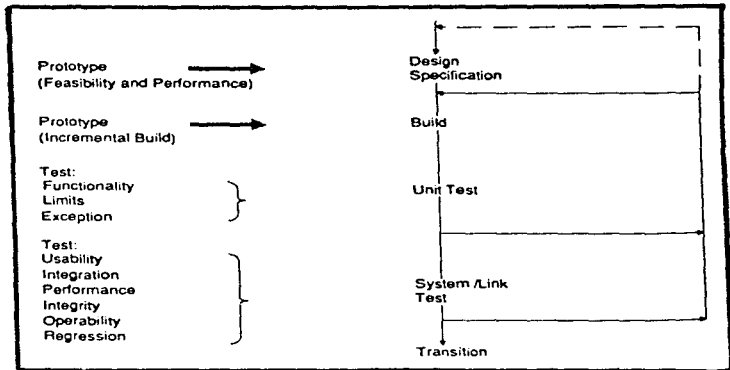 Prototype
(Feasibility and Performance)
Design
Specification
Prototype
(Incremental Build)
Build
Test:
Functionality
Limits
Exception
Unit Test
Test:
Usability
Integration
Performance
Integrity
Operability
Regression
System /Link
Test
Transition